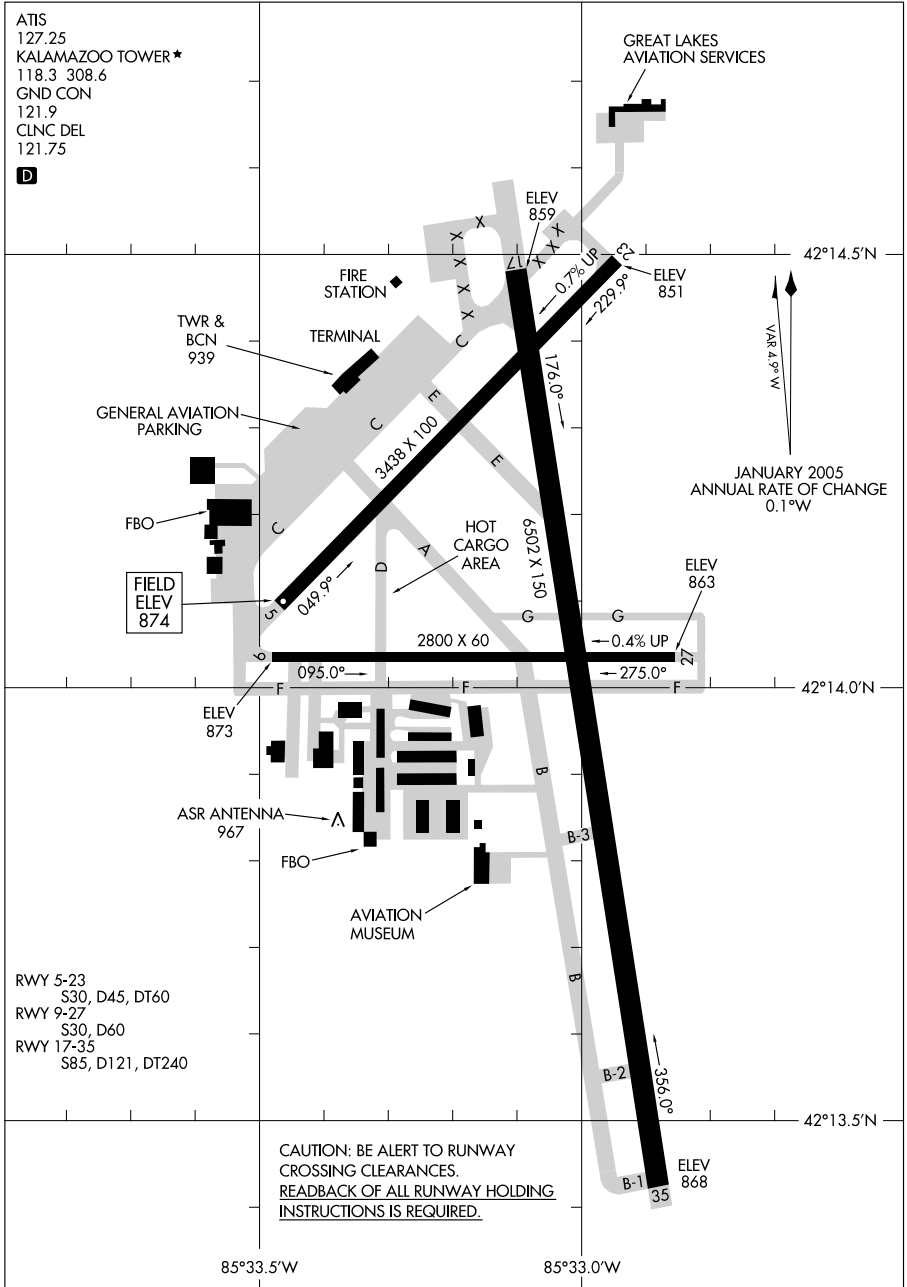 ATIS
127.25
KALAMAZOO TOWER★
118.3 308.6
GND CON
121.9
CLNC DEL
121.75
D
GREAT LAKES
AVIATION SERVICES
ELEV
859
X
X
X
X
X
X
X
X
X
17
23
42°14.5'N
0.7% UP
229.9°
ELEV
851
FIRE
STATION
TWR &
BCN
939
TERMINAL
C
VAR 4.9° W
176.0°
GENERAL AVIATION
PARKING
E
C
3438 X 100
E
JANUARY 2005
ANNUAL RATE OF CHANGE
0.1°W
FBO
C
HOT
CARGO
AREA
6502 X 150
A
D
ELEV
863
FIELD
ELEV
874
049.9°
5
G
G
2800 X 60
0.4% UP
9
27
095.0°
275.0°
F
F
F
42°14.0'N
ELEV
873
B
ASR ANTENNA
967
B-3
FBO
AVIATION
MUSEUM
B
RWY 5-23
S30, D45, DT60
RWY 9-27
S30, D60
RWY 17-35
S85, D121, DT240
B-2
356.0°
42°13.5'N
CAUTION: BE ALERT TO RUNWAY
CROSSING CLEARANCES.
READBACK OF ALL RUNWAY HOLDING
INSTRUCTIONS IS REQUIRED.
B-1
35
ELEV
868
85°33.5'W
85°33.0'W